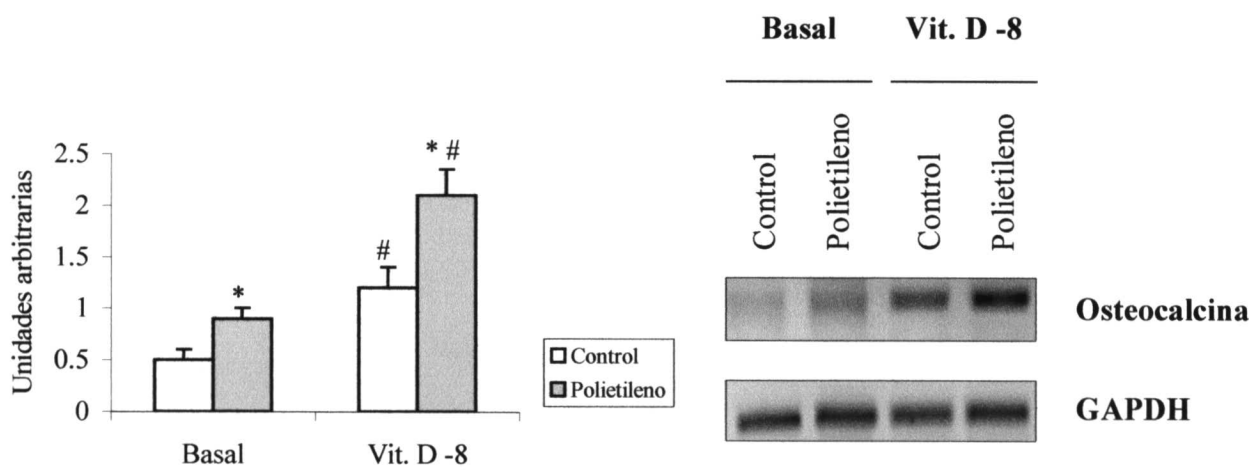 Unidades arbitrarias
2.5
2
1.5
1
0.5
0
*
#
* #
Basal
Vit. D -8
Control
Polietileno
Basal
Vit. D -8
Control
Polietileno
Control
Polietileno
Osteocalcina
GAPDH